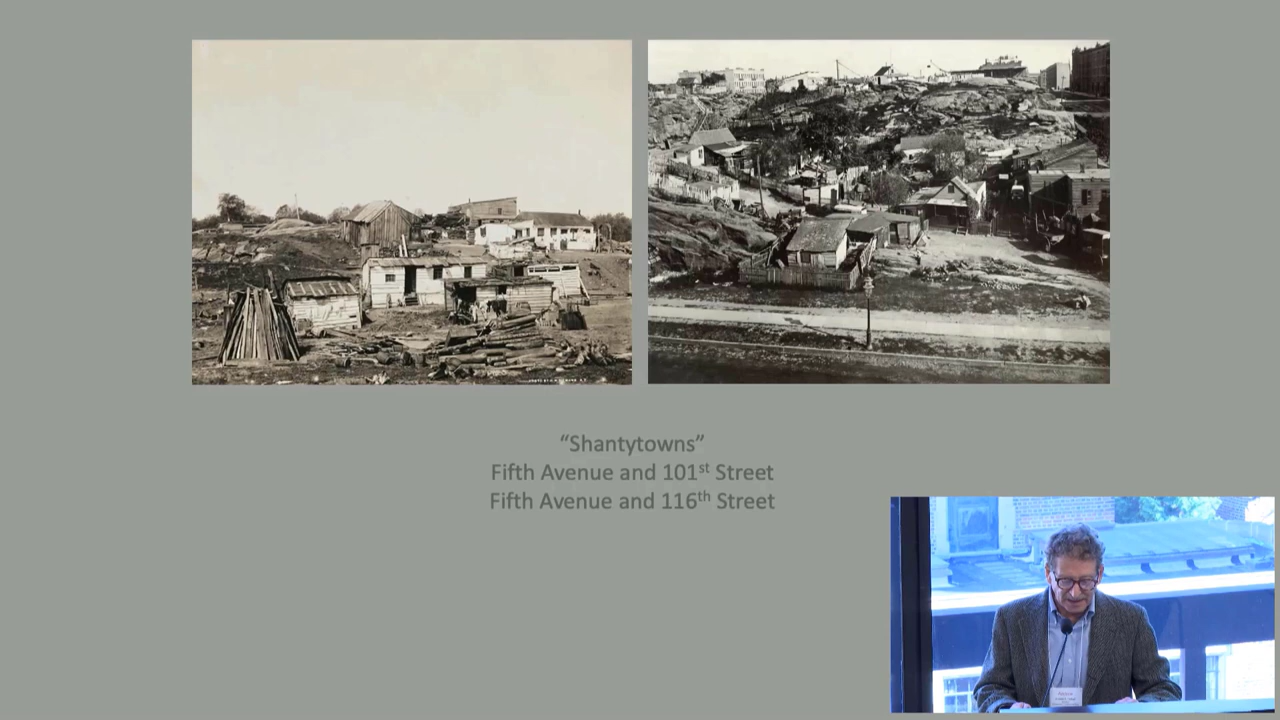 “Shantytowns”
Fifth Avenue and 101st Street
Fifth Avenue and 116th Street